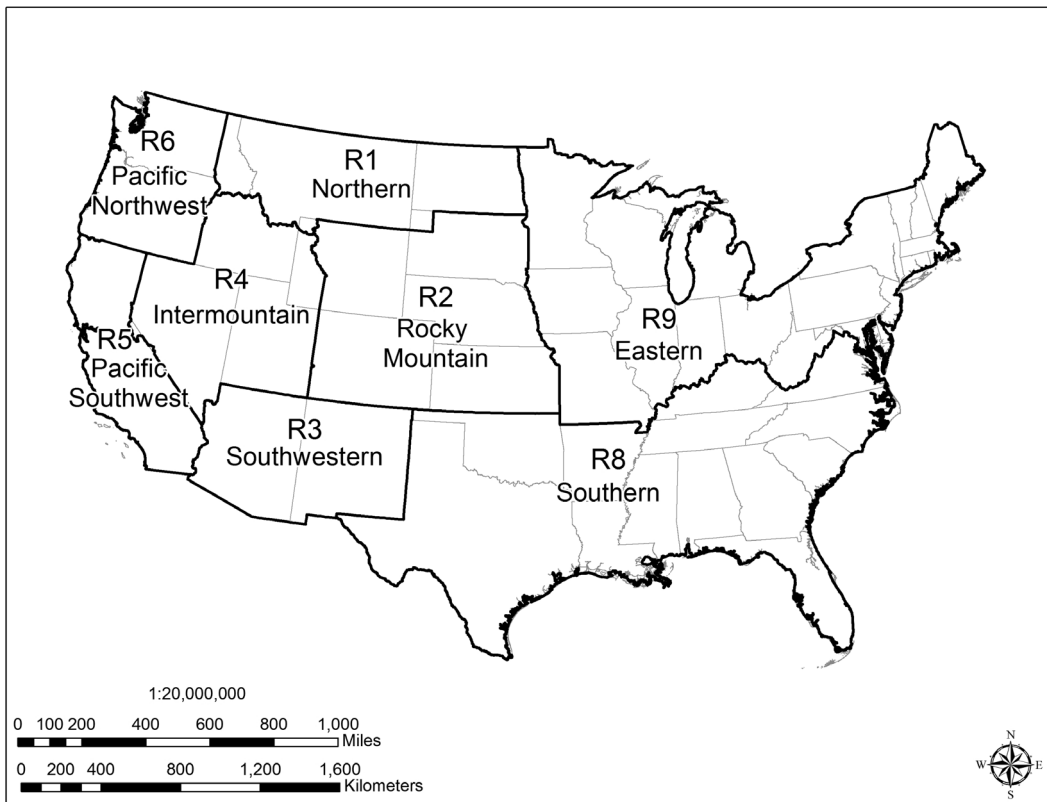 R6
Pacific
Northwest
R1
Northern
R4
Intermountain
R2
Rocky
Mountain
R9
Eastern
R5
Pacific
Southwest
R3
Southwestern
R8
Southern
1:20,000,000
0 100 200 400 600 800 1,000
Miles
0 200 400 800 1,200 1,600
Kilometers
N
W E
S